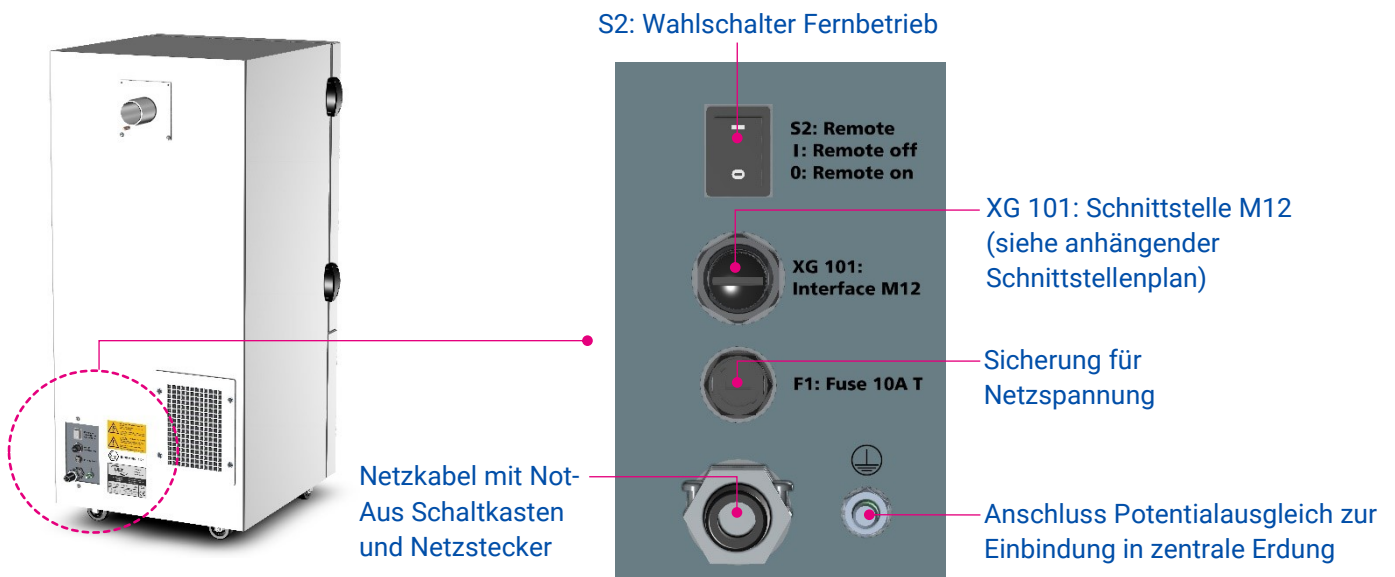 S2: Wahlschalter Fernbetrieb
S2: Remote
I: Remote off
0: Remote on
XG 101: Schnittstelle M12
(siehe anhängender
Schnittstellenplan)
XG 101:
Interface M12
Sicherung für
Netzspannung
F1: Fuse 10A T
Netzkabel mit Not-
Aus Schaltkasten
und Netzstecker
Anschluss Potentialausgleich zur
Einbindung in zentrale Erdung